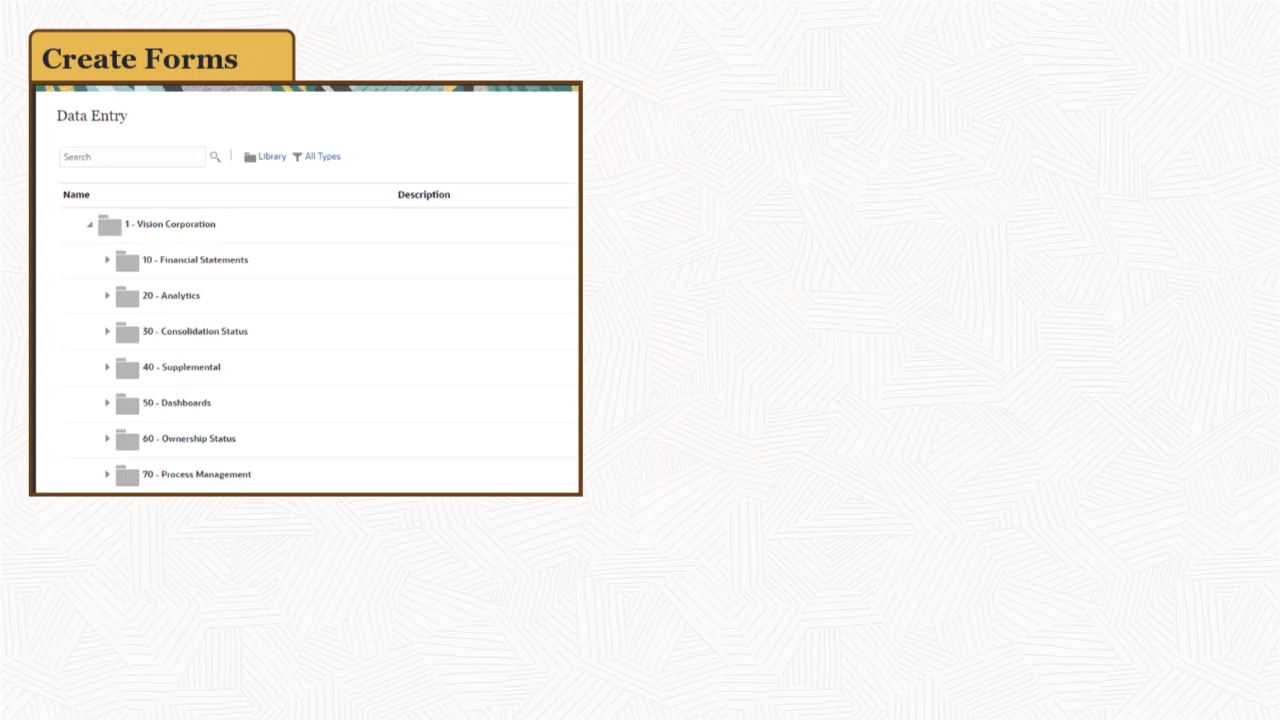 Create Forms
Data Entry
Search
Library All Types
Name Description
1 - Vision Corporation
10 - Financial Statements
20 - Analytics
30 - Consolidation Status
40 - Supplemental
50 - Dashboards
60 - Ownership Status
70 - Process Management